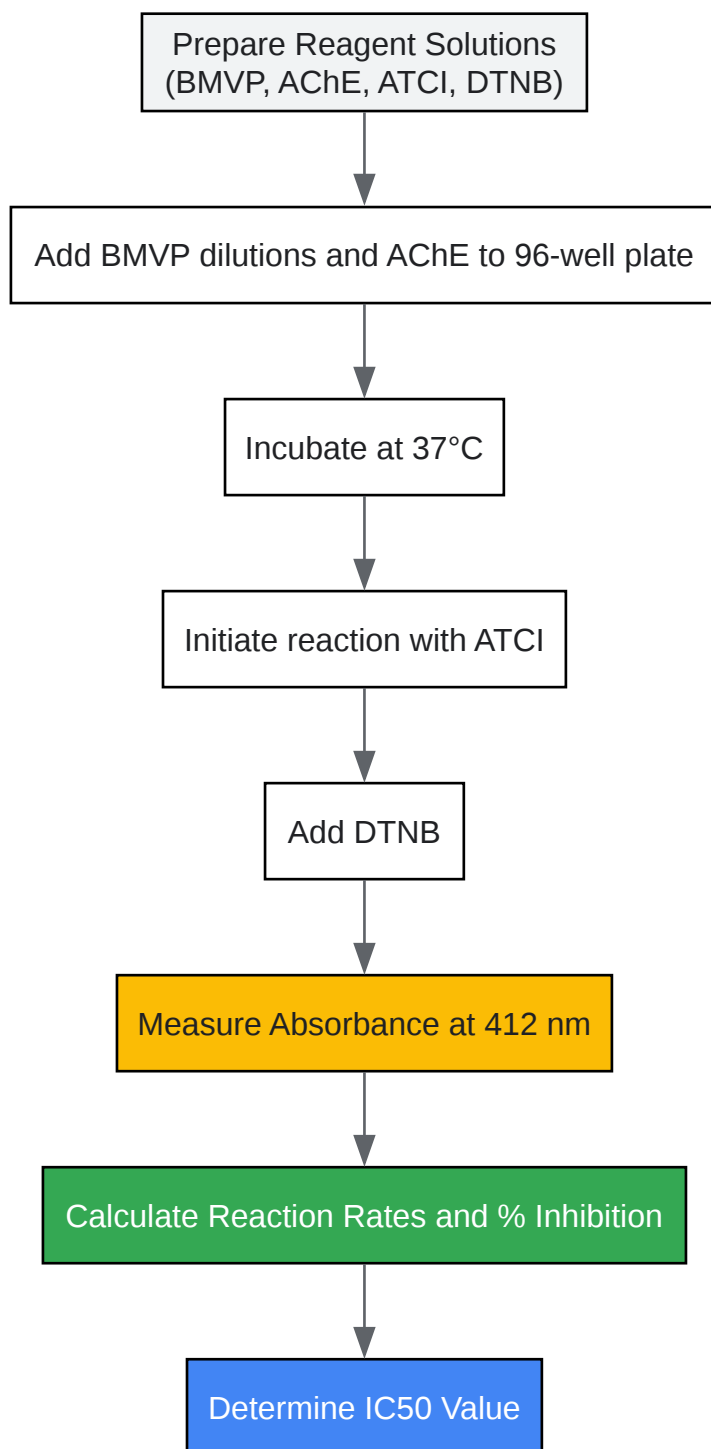 Prepare Reagent Solutions
(BMVP, AChE, ATCI, DTNB)
Add BMVP dilutions and AChE to 96-well plate
Incubate at 37°C
Initiate reaction with ATCI
Add DTNB
Measure Absorbance at 412 nm
Calculate Reaction Rates and % Inhibition
Determine IC50 Value